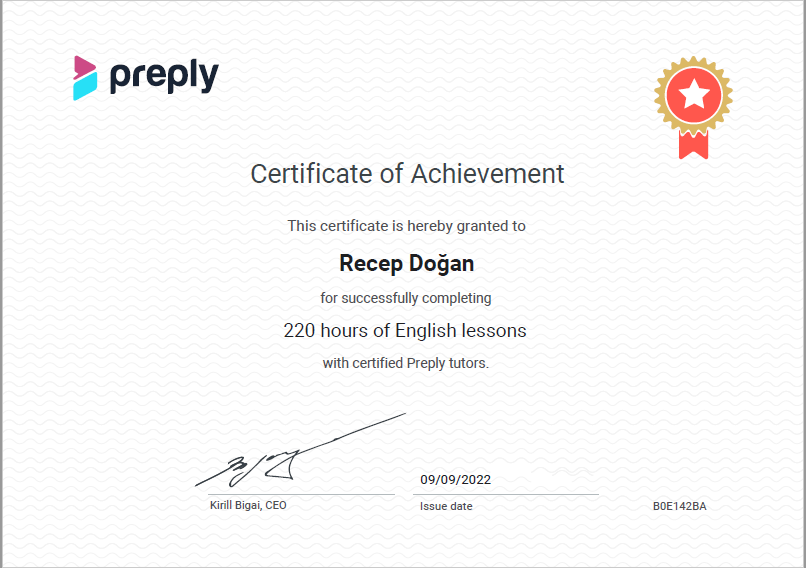 preply
Certificate of Achievement
This certificate is hereby granted to
Recep Doğan
for successfully completing
220 hours of English lessons
with certified Preply tutors.
09/09/2022
Kirill Bigai, CEO
Issue date
B0E142BA